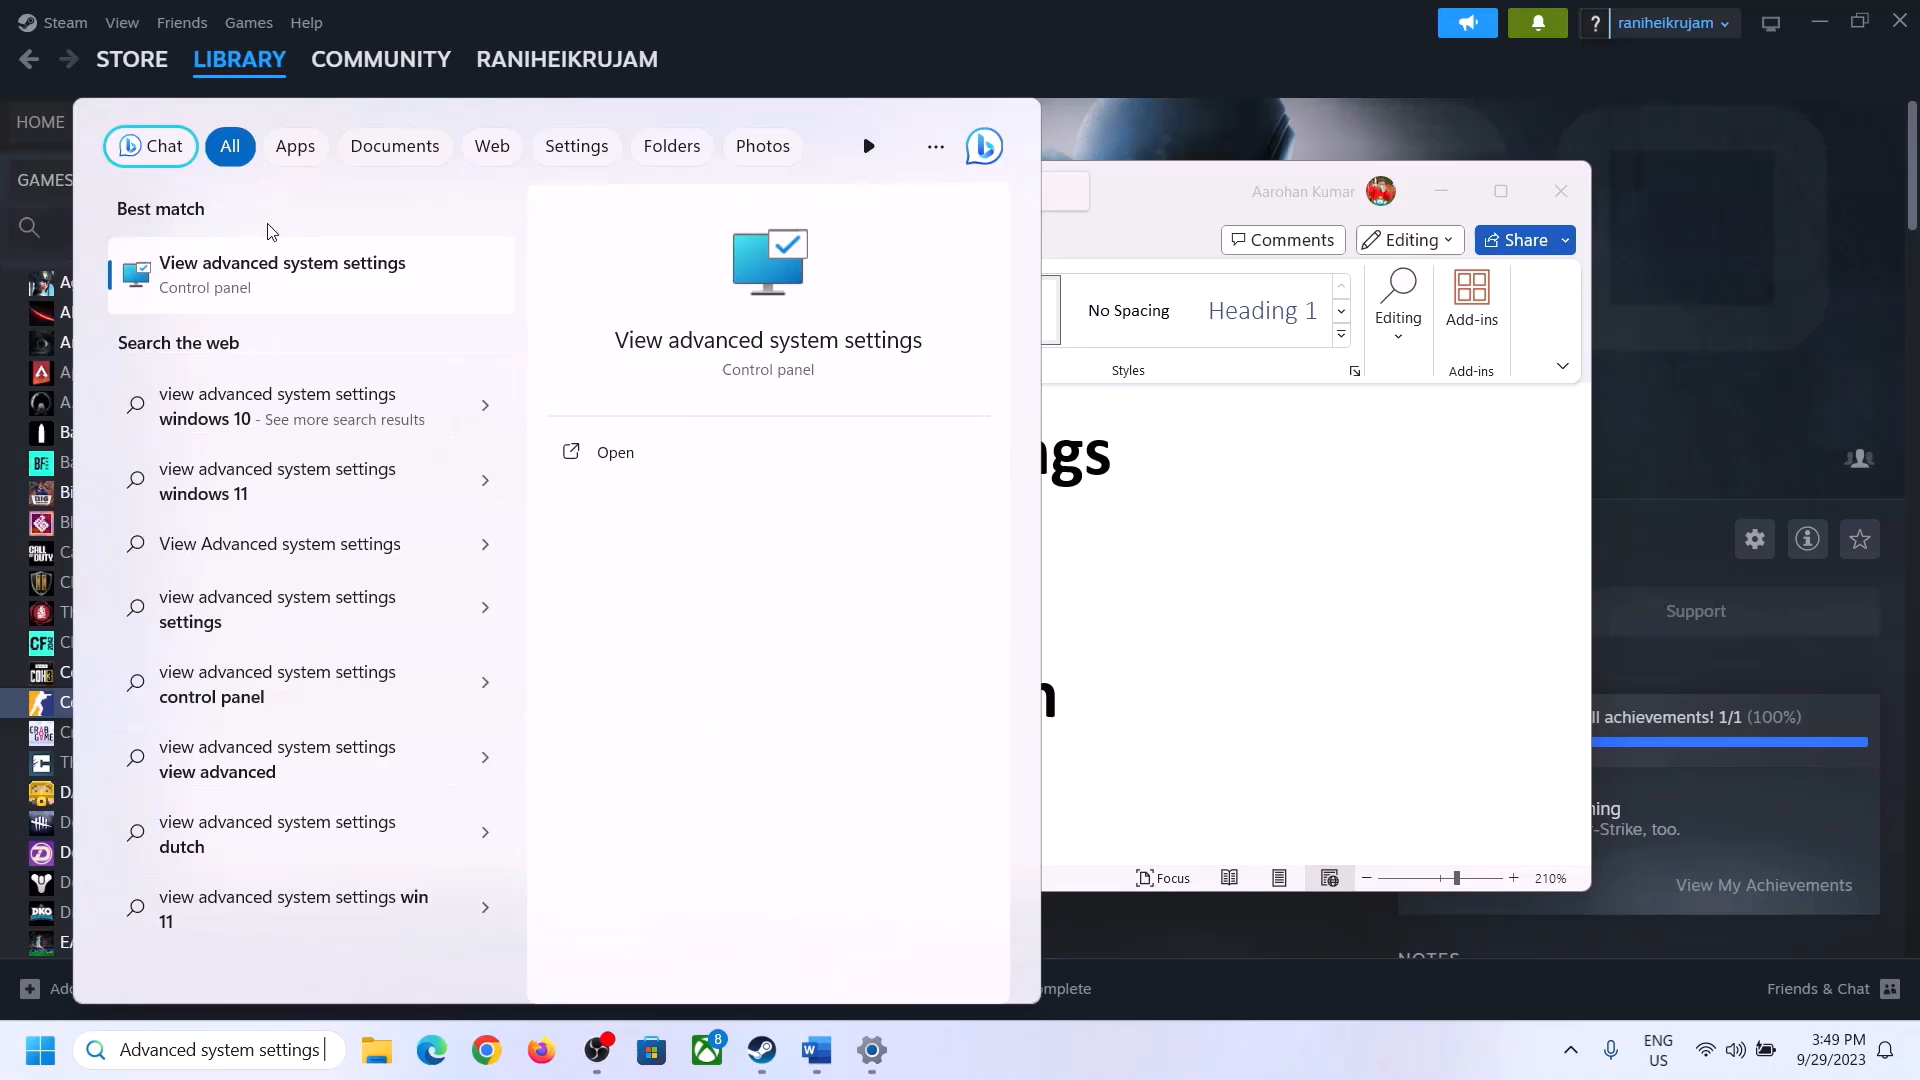 Steam View Friends Games Help
raniheikrujam
STORE LIBRARY COMMUNITY RANIHEIKRUJAM
HOME
GAMES
Chat All Apps Documents Web Settings Folders Photos
Best match
View advanced system settings
Control panel
Search the web
view advanced system settings
windows 10 - See more search results
view advanced system settings
windows 11
View Advanced system settings
view advanced system settings
settings
view advanced system settings
control panel
view advanced system settings
view advanced
view advanced system settings
dutch
view advanced system settings win
11
View advanced system settings
Control panel
Open
Aarohan Kumar
Comments Editing Share
No Spacing Heading 1
Editing
Add-ins
Styles
Add-ins
ngs
n
Focus
210%
Support
ll achievements! 1/1 (100%)
ning
-Strike, too.
View My Achievements
Add
mplete
Friends & Chat
Advanced system settings
8
ENG
US
3:49 PM
9/29/2023